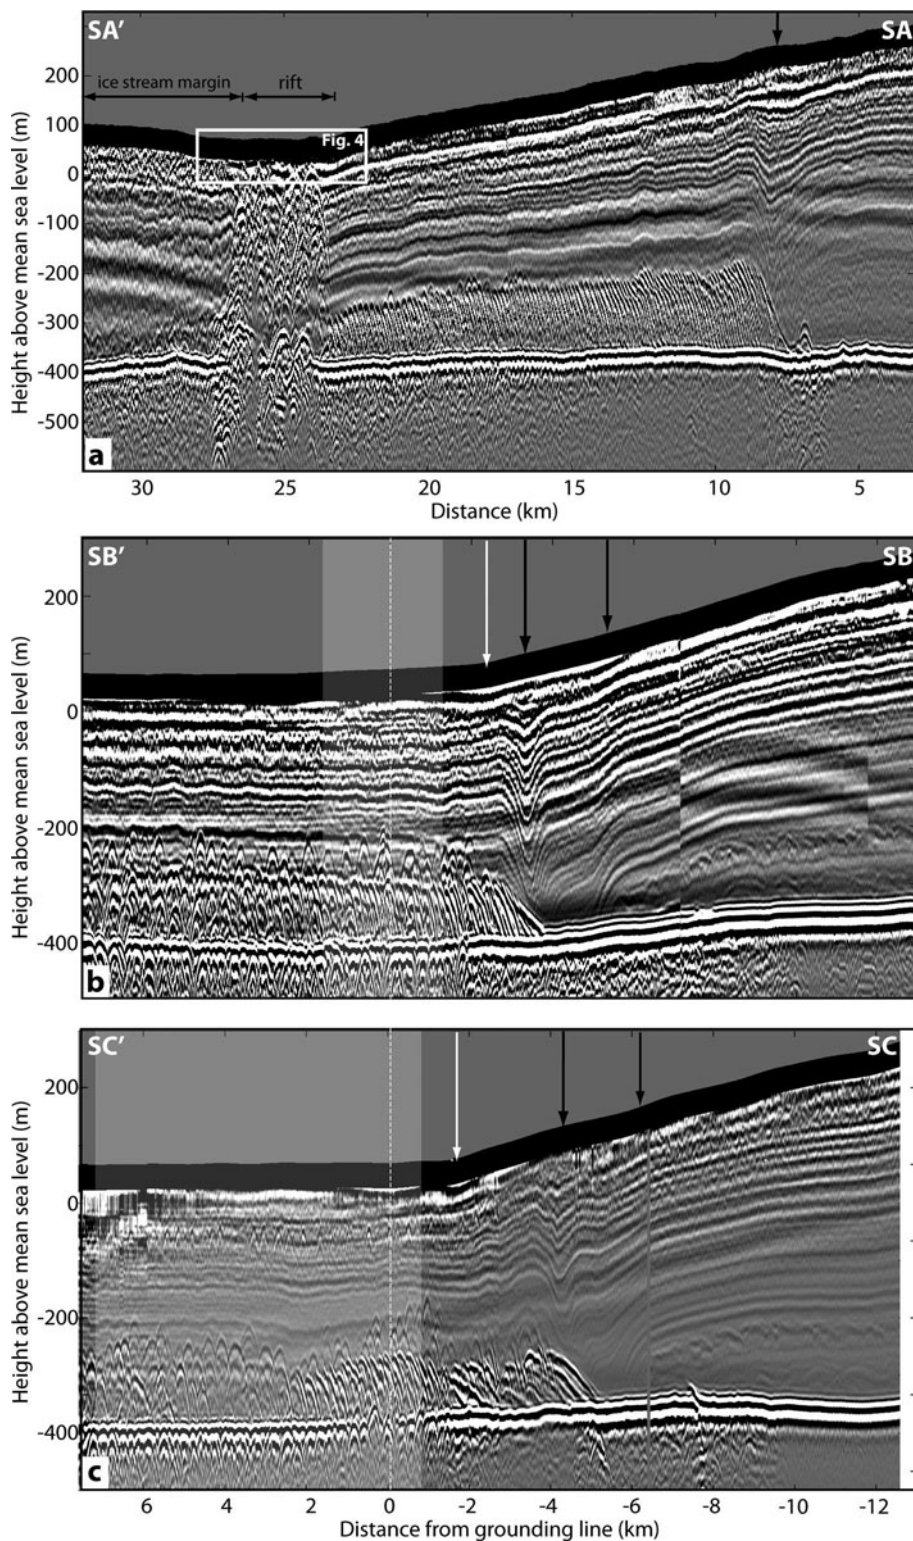 SA’ SA
ice stream margin rift
Fig. 4
Height above mean sea level (m)
200
100
0
-100
-200
-300
-400
-500
a
30 25 20 15 10 5
Distance (km)
SB’ SB
Height above mean sea level (m)
200
0
-200
-400
b
SC’ SC
Height above mean sea level (m)
200
0
-200
-400
c
6 4 2 0 -2 -4 -6 -8 -10 -12
Distance from grounding line (km)